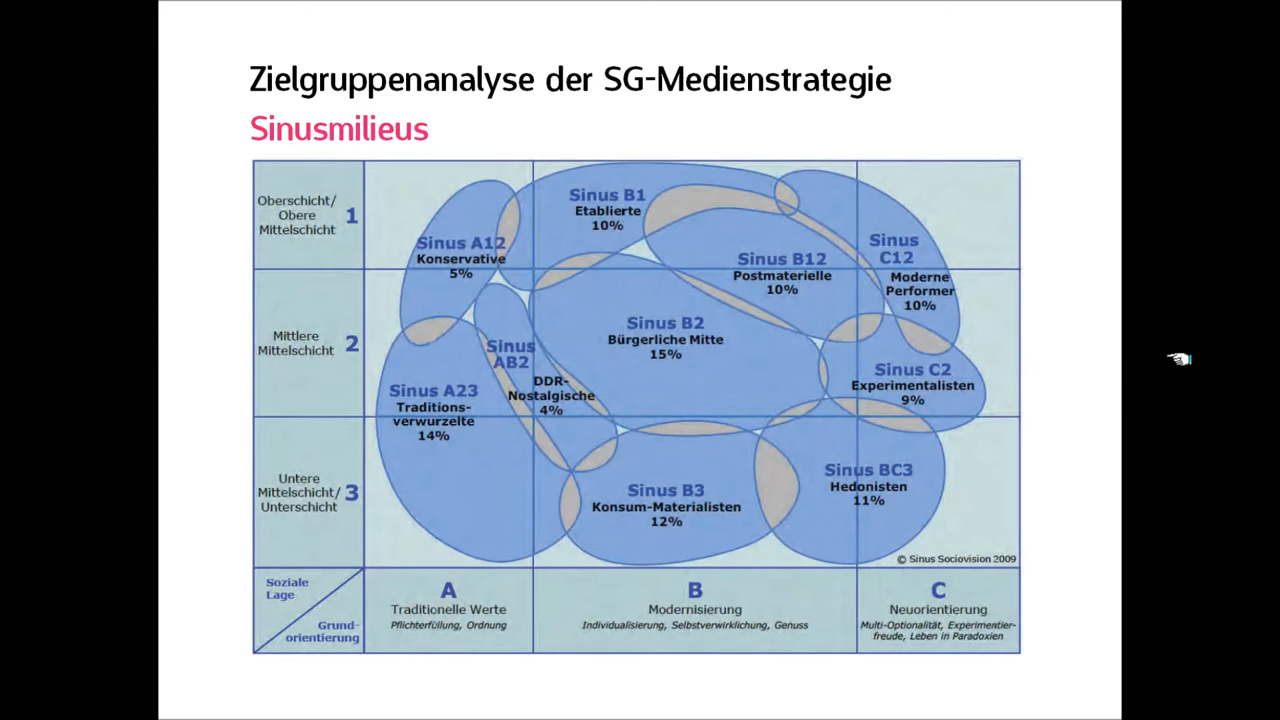 Zielgruppenanalyse der SG-Medienstrategie
Sinusmilieus
Oberschicht/
Obere
Mittelschicht
1
Sinus A12
Konservative
5%
Sinus B1
Etablierte
10%
Sinus B12
Postmaterielle
10%
Sinus
C12
Moderne
Performer
10%
Mittlere
Mittelschicht
2
Sinus
AB2
DDR-
Nostalgische
4%
Sinus B2
Bürgerliche Mitte
15%
Sinus C2
Experimentalisten
9%
Sinus A23
Traditions-
verwurzelte
14%
Untere
Mittelschicht/
Unterschicht
3
Sinus B3
Konsum-Materialisten
12%
Sinus BC3
Hedonisten
11%
© Sinus Sociovision 2009
Soziale
Lage
Grund-
orientierung
A
Traditionelle Werte
Pflichterfüllung, Ordnung
B
Modernisierung
Individualisierung, Selbstverwirklichung, Genuss
C
Neuorientierung
Multi-Optionalität, Experimentier-
freude, Leben in Paradoxien